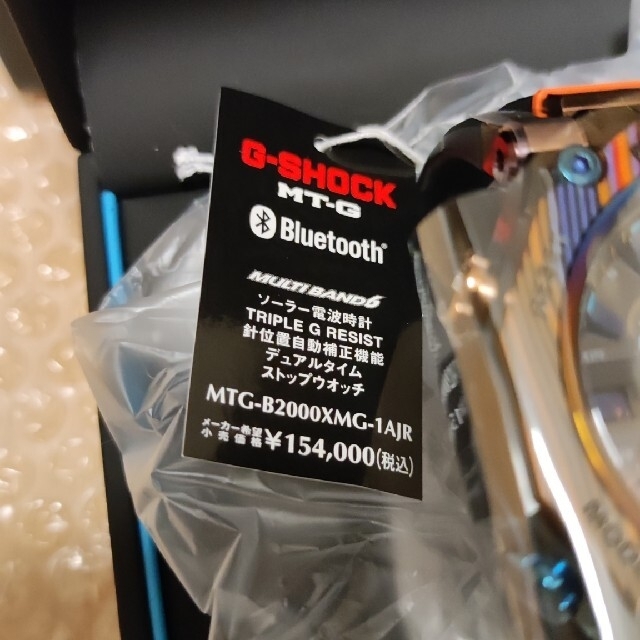 G-SHOCK
MT-G
Bluetooth®
MULTIBAND6
ソーラー電波時計
TRIPLE G RESIST
針位置自動補正機能
デュアルタイム
ストップウオッチ
MTG-B2000XMG-1AJR
メーカー希望
小売価格 ¥154,000(税込)